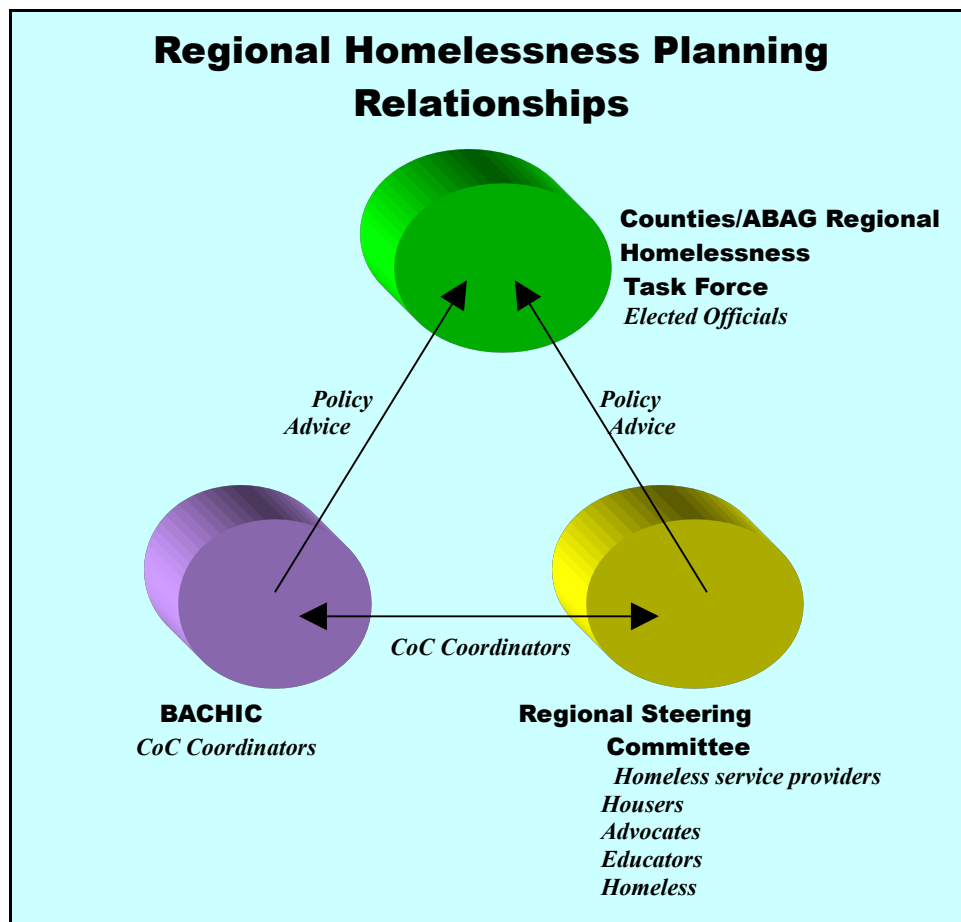 Regional Homelessness Planning
Relationships
Counties/ABAG Regional
Homelessness
Task Force
Elected Officials
Policy
Advice
Policy
Advice
CoC Coordinators
BACHIC
CoC Coordinators
Regional Steering
Committee
Homeless service providers
Housers
Advocates
Educators
Homeless